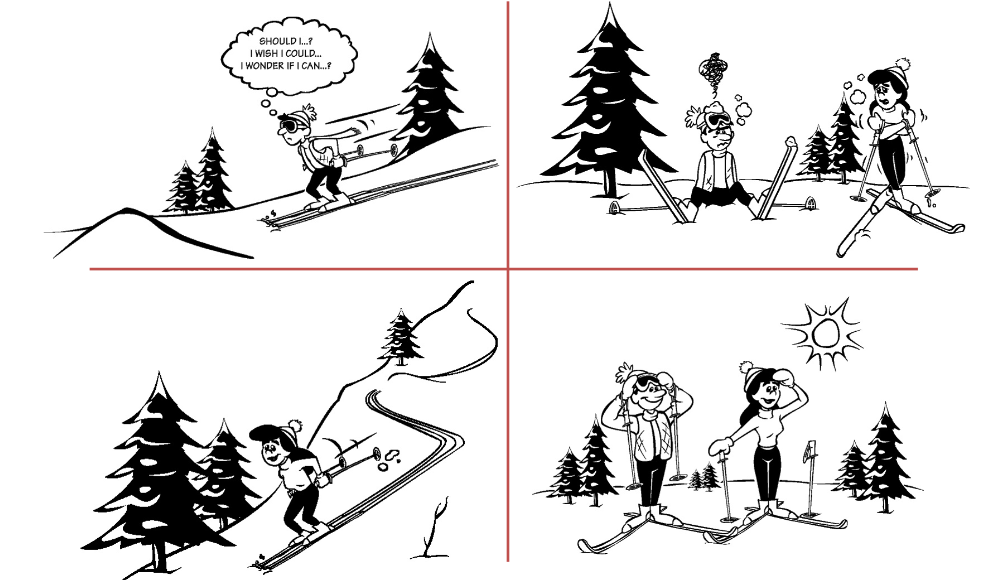 SHOULD I...?
I WISH I COULD...
I WONDER IF I CAN...?